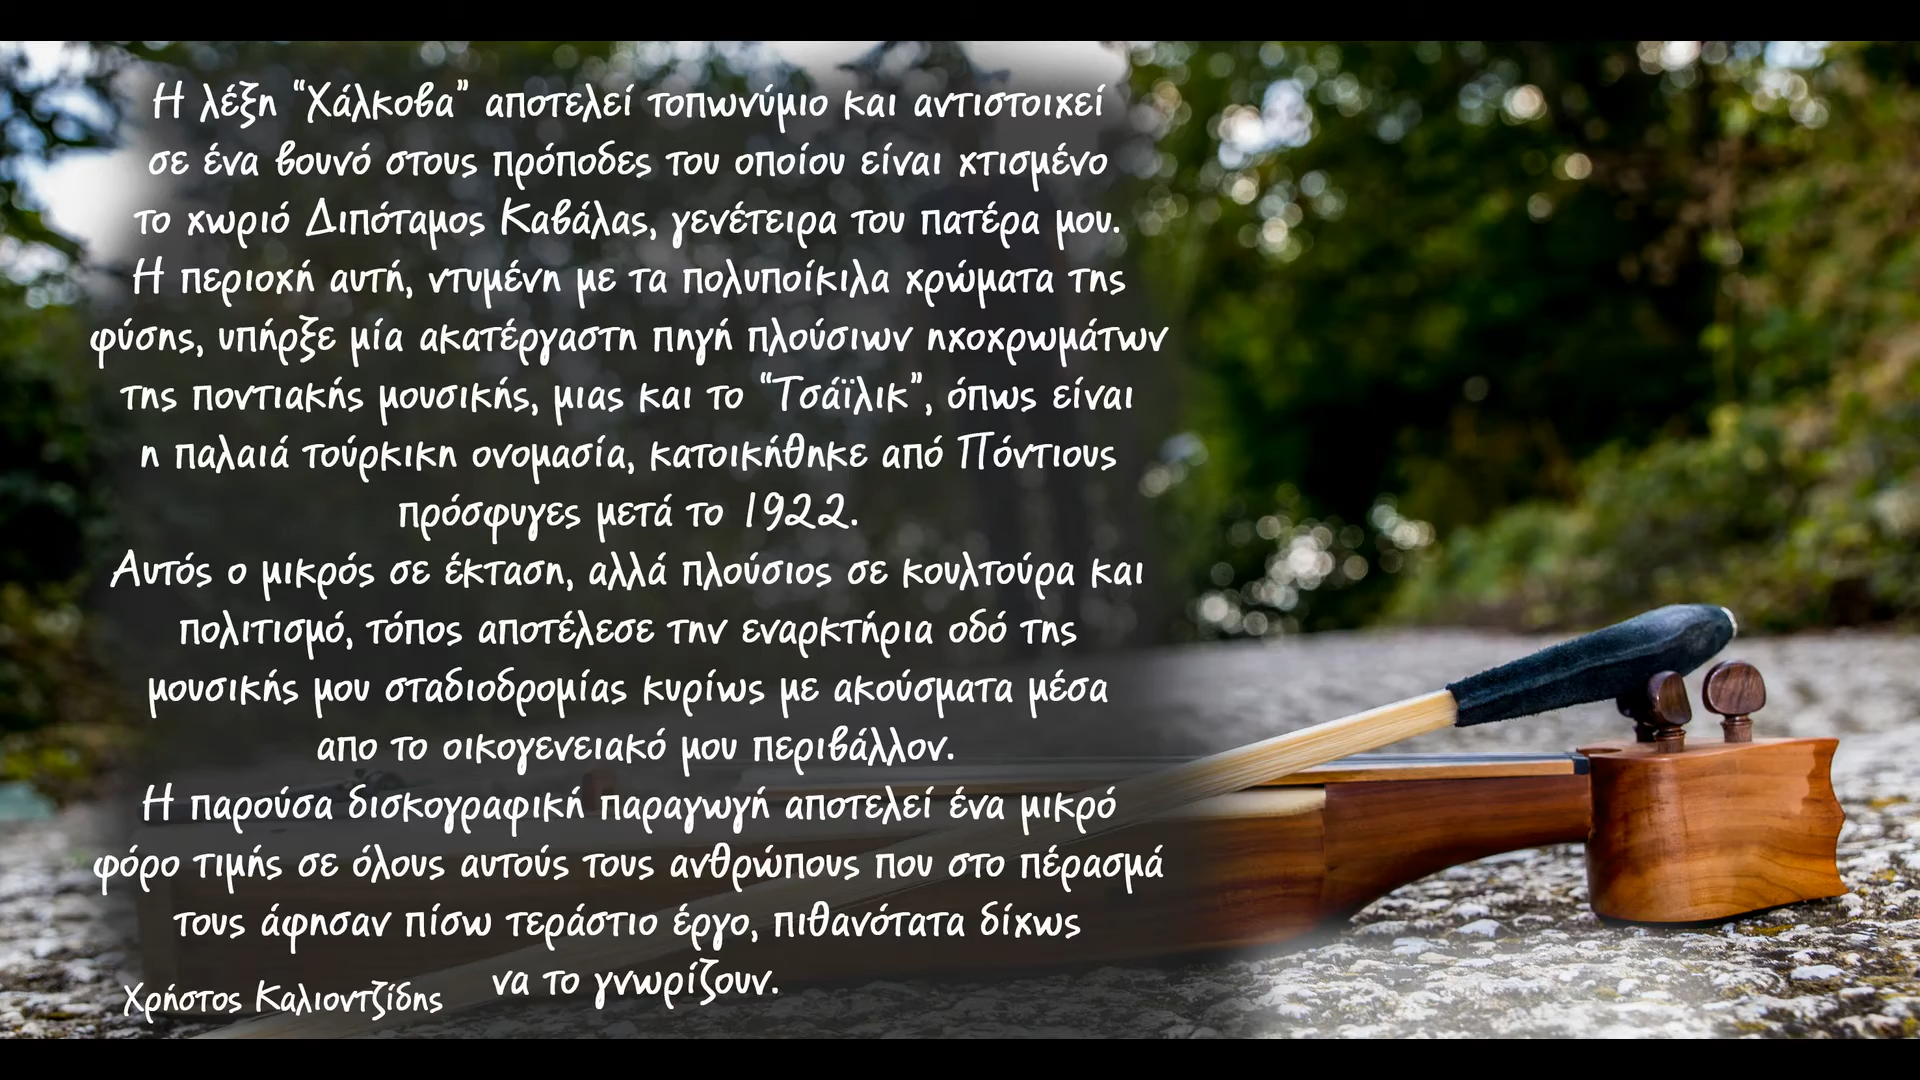 Η λέξη “Χάλκοβα” αποτελεί τοπωνύμιο και αντιστοιχεί
σε ένα βουνό στους πρόποδες του οποίου είναι χτισμένο
το χωριό Διπόταμος Καβάλας, γενέτειρα του πατέρα μου.
Η περιοχή αυτή, ντυμένη με τα πολυποίκιλα χρώματα της
φύσης, υπήρξε μία ακατέργαστη πηγή πλούσιων ηχοχρωμάτων
της ποντιακής μουσικής, μιας και το “Τσάϊλικ”, όπως είναι
η παλαιά τούρκικη ονομασία, κατοικήθηκε από Πόντιους
πρόσφυγες μετά το 1922.
Αυτός ο μικρός σε έκταση, αλλά πλούσιος σε κουλτούρα και
πολιτισμό, τόπος αποτέλεσε την εναρκτήρια οδό της
μουσικής μου σταδιοδρομίας κυρίως με ακούσματα μέσα
απο το οικογενειακό μου περιβάλλον.
Η παρούσα δισκογραφική παραγωγή αποτελεί ένα μικρό
φόρο τιμής σε όλους αυτούς τους ανθρώπους που στο πέρασμά
τους άφησαν πίσω τεράστιο έργο, πιθανότατα δίχως
να το γνωρίζουν.
Χρήστος Καλιοντζίδης